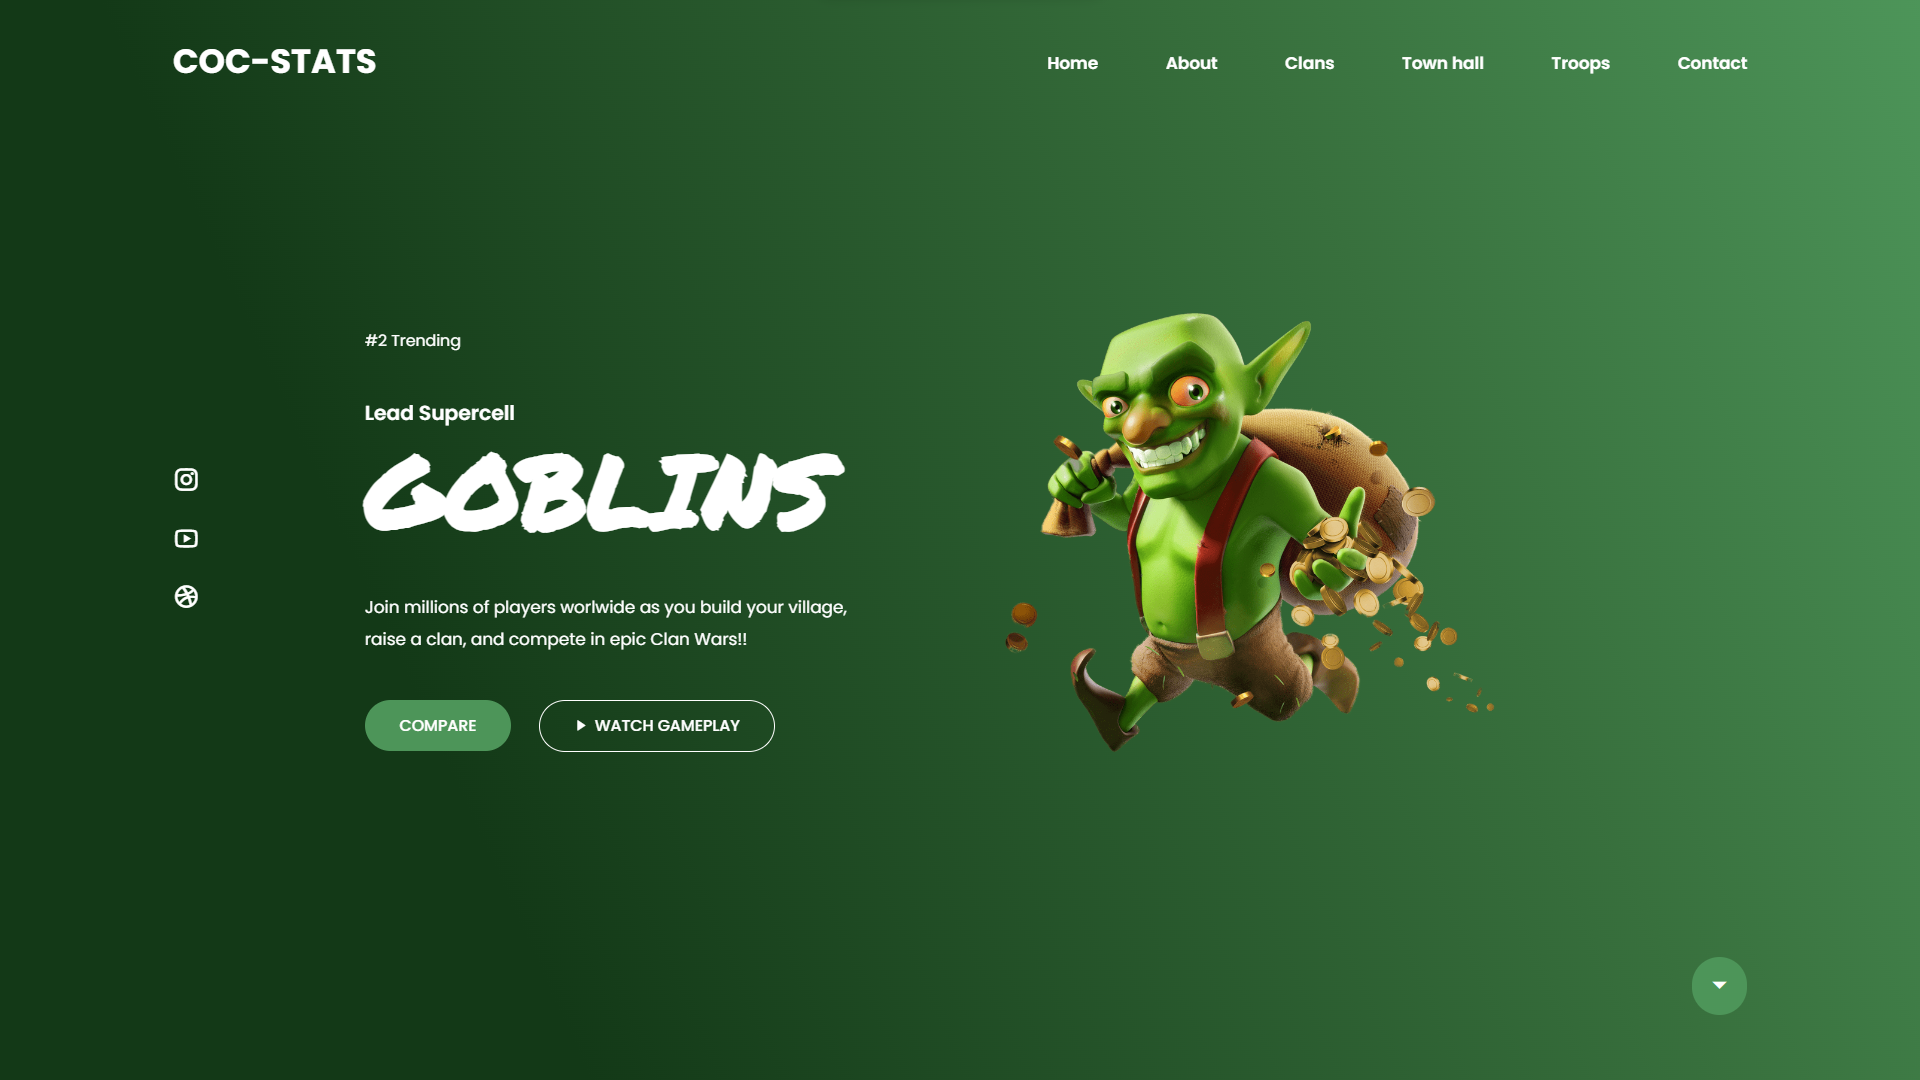 COC-STATS
Home
About
Clans
Town hall
Troops
Contact
#2 Trending
Lead Supercell
GOBLINS
Join millions of players worlwide as you build your village,
raise a clan, and compete in epic Clan Wars!!
COMPARE
WATCH GAMEPLAY